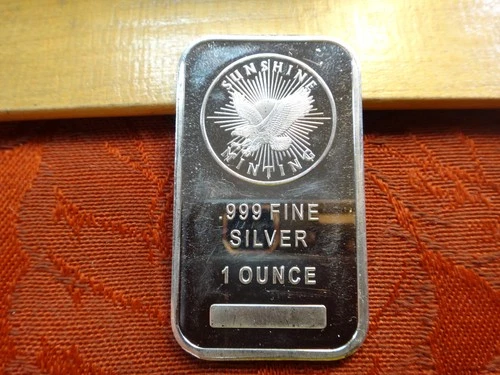 SUNSHINE
MINTING
.999 FINE
SILVER
1 OUNCE